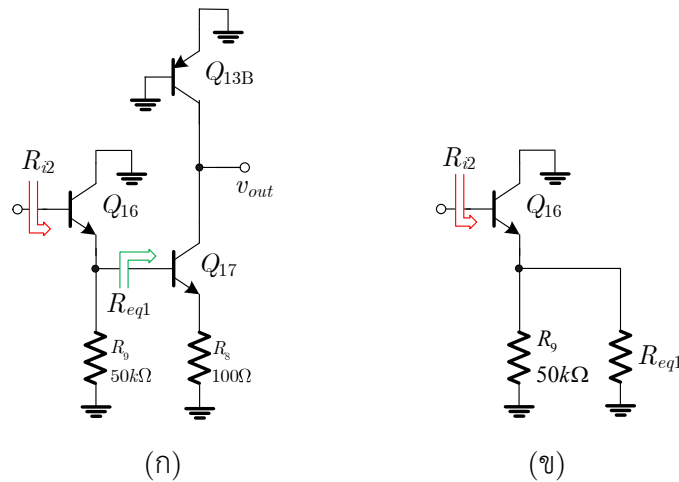 Q13B
Ri2
Q16
vout
Q17
Req1
R9
50kΩ
R8
100Ω
(ก)
Ri2
Q16
R9
50kΩ
Req1
(ข)